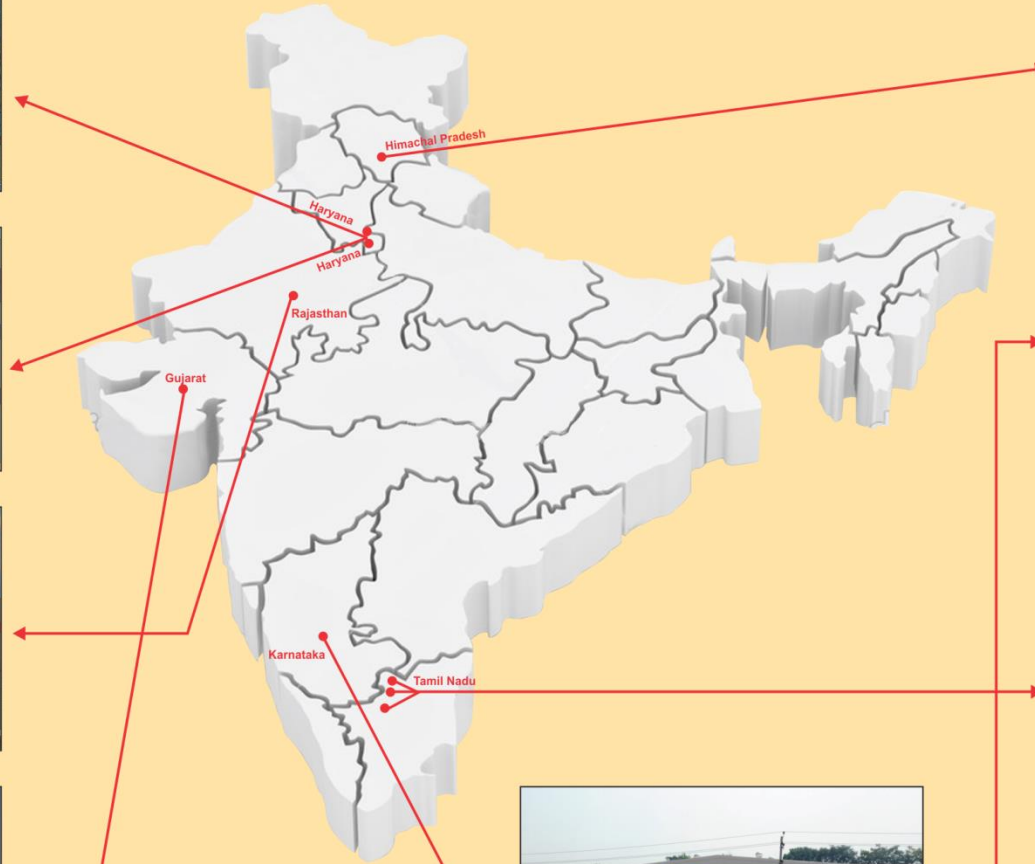 Himachal Pradesh
Haryana
Haryana
Rajasthan
Gujarat
Karnataka
Tamil Nadu